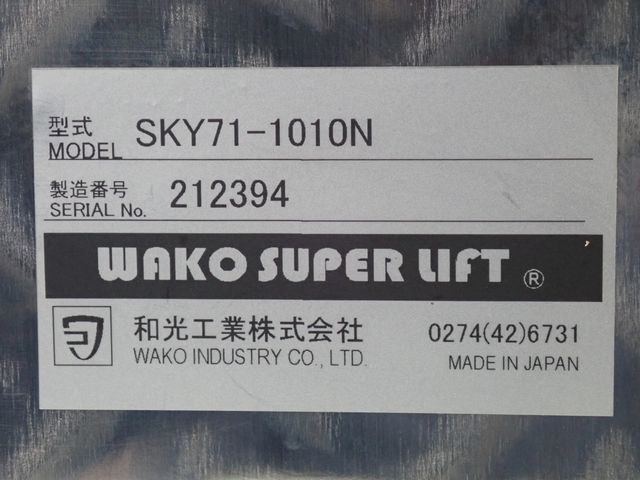 型式
MODEL SKY71-1010N
製造番号
SERIAL No. 212394
WAKO SUPER LIFT ®
和光工業株式会社 0274(42)6731
WAKO INDUSTRY CO., LTD. MADE IN JAPAN